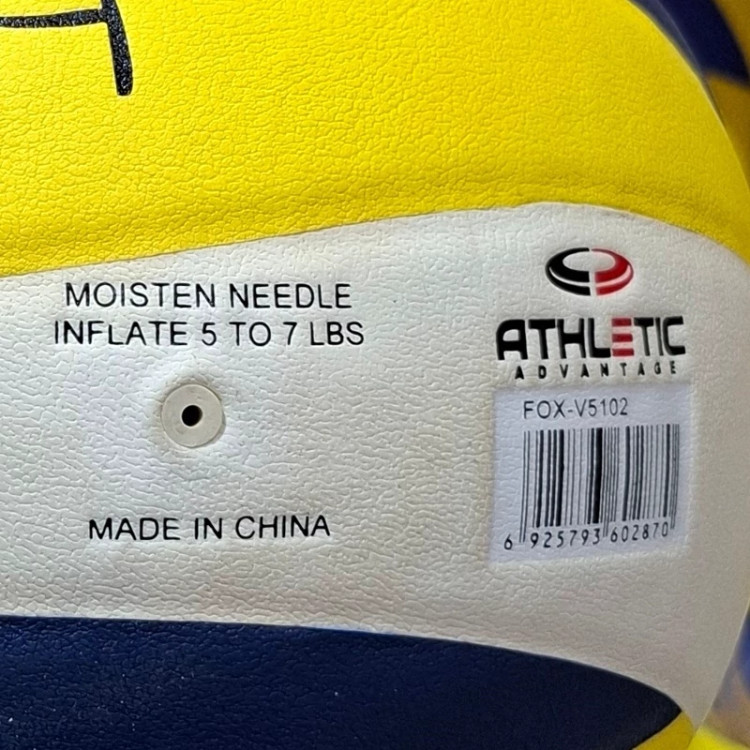 MOISTEN NEEDLE
INFLATE 5 TO 7 LBS
MADE IN CHINA
ATHLETIC
ADVANTAGE
FOX-V5102
6 925793 602870